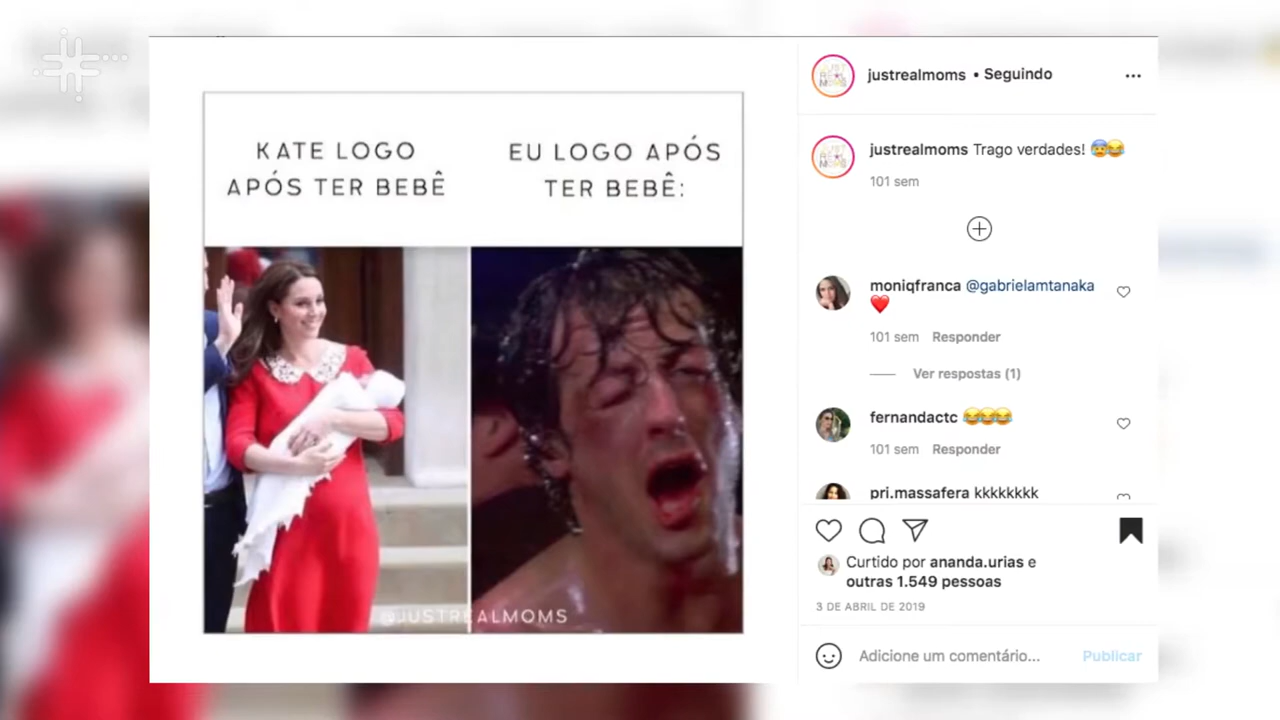 KATE LOGO
APÓS TER BEBÊ
EU LOGO APÓS
TER BEBÊ:
@JUSTREALMOMS
justrealmoms • Seguindo
justrealmoms Trago verdades! 😰😂
101 sem
moniqfranca @gabrielamtanaka
❤️
101 sem Responder
Ver respostas (1)
fernandactc 😂😂😂
101 sem Responder
pri.massafera kkkkkkkk
Curtido por ananda.urias e
outras 1.549 pessoas
3 DE ABRIL DE 2019
Adicione um comentário... Publicar